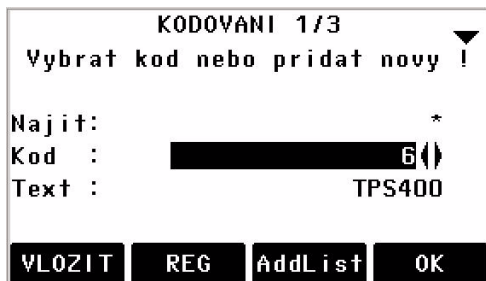 KODOVANI 1/3
Vybrat kod nebo pridat novy !
Najit: *
Kod : 6
Text : TPS400
VLOZIT REG AddList OK